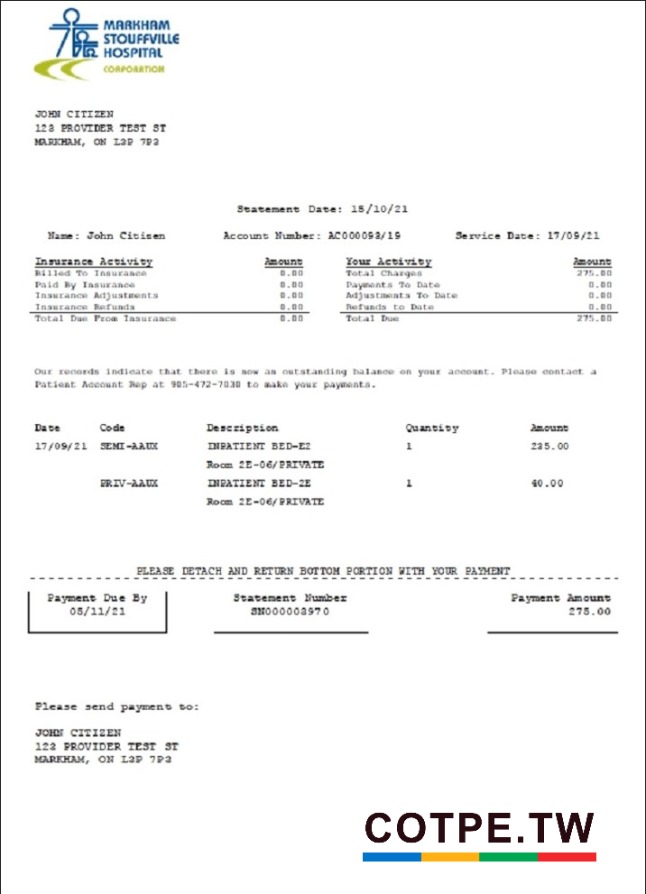 MARKHAM
STOUFFVILLE
HOSPITAL
CORPORATION
JOHN CITIZEN
123 PROVIDER TEST ST
MARKHAM, ON L3P 7P3
Statement Date: 15/10/21
Name: John Citizen Account Number: AC000093/19 Service Date: 17/09/21
Insurance Activity Amount Your Activity Amount
Billed To Insurance 0.00 Total Charges 275.00
Paid By Insurance 0.00 Payments To Date 0.00
Insurance Adjustments 0.00 Adjustments To Date 0.00
Insurance Refunds 0.00 Refunds to Date 0.00
Total Due From Insurance 0.00 Total Due 275.00
Our records indicate that there is now an outstanding balance on your account. Please contact a
Patient Account Rep at 905-472-7030 to make your payments.
Date Code Description Quantity Amount
17/09/21 SEMI-AAUX INPATIENT BED-E2 1 235.00
Room 2E-06/PRIVATE
PRIV-AAUX INPATIENT BED-2E 1 40.00
Room 2E-06/PRIVATE
PLEASE DETACH AND RETURN BOTTOM PORTION WITH YOUR PAYMENT
Payment Due By Statement Number Payment Amount
05/11/21 SN000003970 275.00
Please send payment to:
JOHN CITIZEN
123 PROVIDER TEST ST
MARKHAM, ON L3P 7P3
COTPE.TW